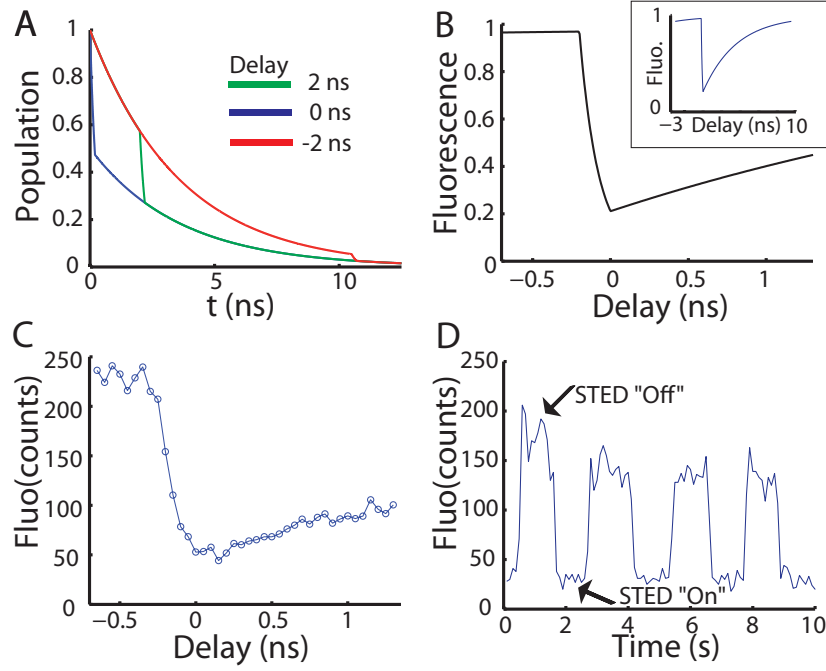 A
Population
1
0.8
0.6
0.4
0.2
0
0
5
10
t (ns)
Delay
2 ns
0 ns
-2 ns
B
Fluorescence
1
0.8
0.6
0.4
0.2
0
−0.5
0
1
Delay (ns)
Fluo.
1
0
−3 Delay (ns) 10
C
Fluo(counts)
250
200
150
100
50
0
−0.5
0
1
Delay (ns)
D
Fluo(counts)
250
200
150
100
50
0
0
2
4
6
8
10
Time (s)
STED "Off"
STED "On"